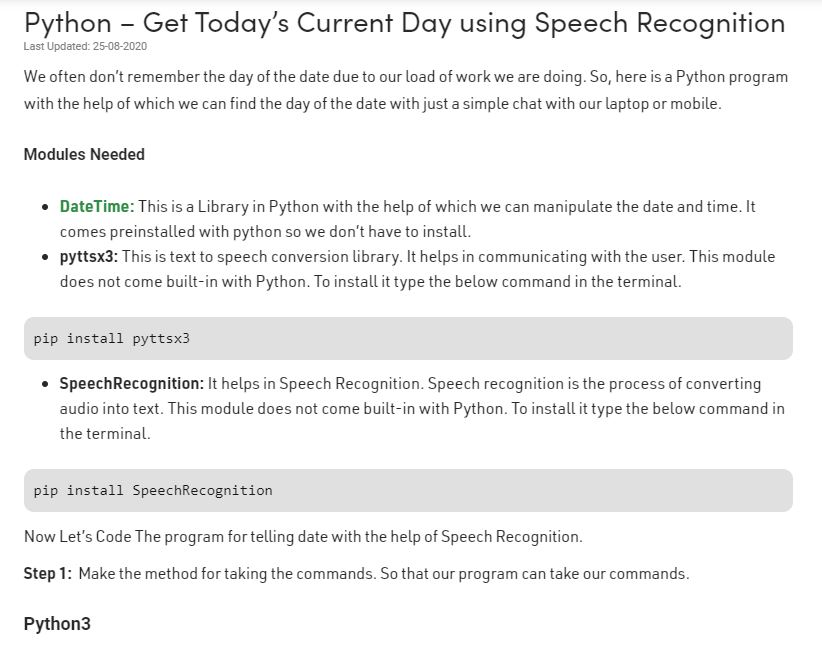 Python – Get Today’s Current Day using Speech Recognition
Last Updated: 25-08-2020
We often don’t remember the day of the date due to our load of work we are doing. So, here is a Python program
with the help of which we can find the day of the date with just a simple chat with our laptop or mobile.
Modules Needed
• DateTime: This is a Library in Python with the help of which we can manipulate the date and time. It
comes preinstalled with python so we don’t have to install.
• pyttsx3: This is text to speech conversion library. It helps in communicating with the user. This module
does not come built-in with Python. To install it type the below command in the terminal.
pip install pyttsx3
• SpeechRecognition: It helps in Speech Recognition. Speech recognition is the process of converting
audio into text. This module does not come built-in with Python. To install it type the below command in
the terminal.
pip install SpeechRecognition
Now Let’s Code The program for telling date with the help of Speech Recognition.
Step 1: Make the method for taking the commands. So that our program can take our commands.
Python3